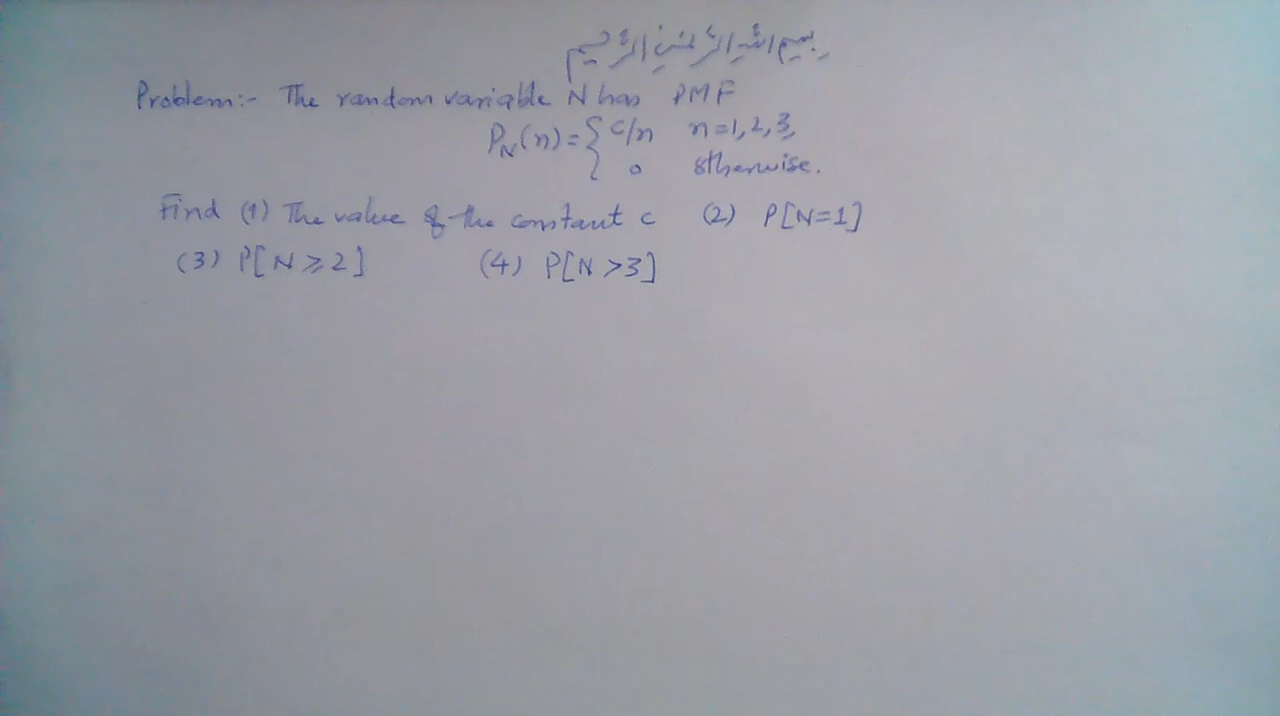 بسم الله الرحمن الرحيم
Problem:- The random variable N has PMF
P_N(n) = { c/n n=1,2,3,
0 otherwise.
Find (1) The value of the constant c (2) P[N=1]
(3) P[N ≥ 2] (4) P[N >3]